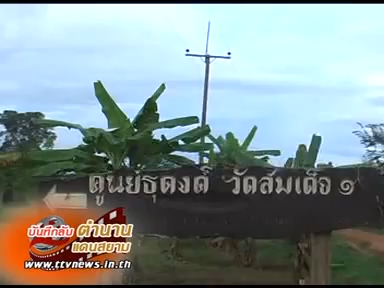 ศูนย์ธุดงค์ วัดส้มเด็จ ๑
บันทึกลับ
ตำนาน
แดนสยาม
www.ttvnews.in.th